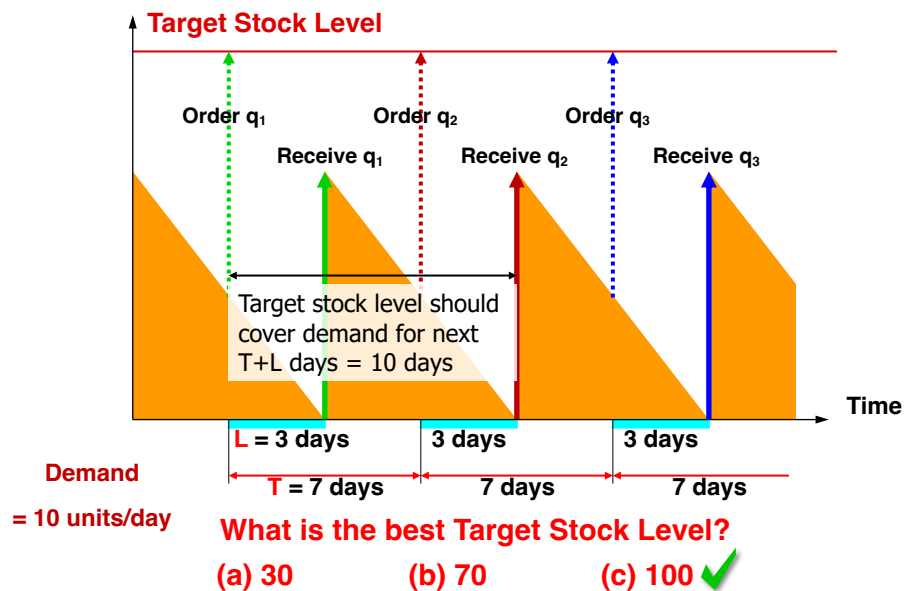 Target Stock Level
Order q₁
Order q₂
Order q₃
Receive q₁
Receive q₂
Receive q₃
Target stock level should
cover demand for next
T+L days = 10 days
Time
L = 3 days
3 days
3 days
T = 7 days
7 days
7 days
Demand
= 10 units/day
What is the best Target Stock Level?
(a) 30
(b) 70
(c) 100